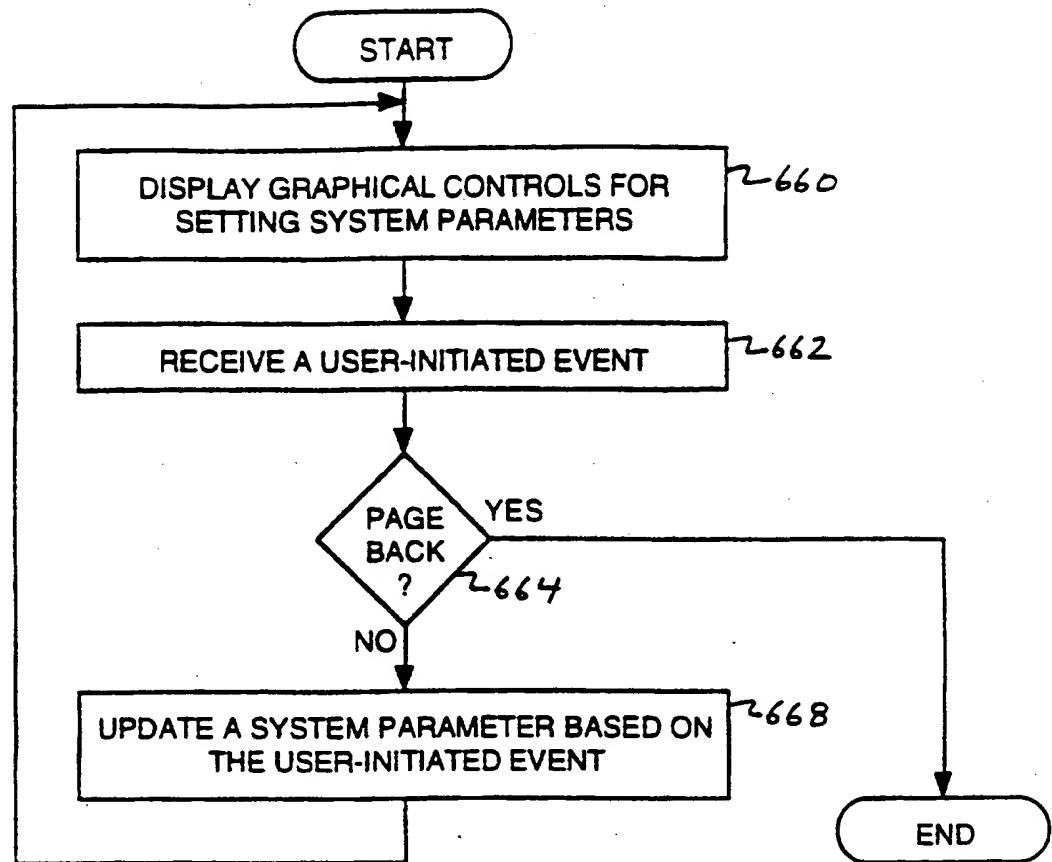 START
DISPLAY GRAPHICAL CONTROLS FOR
SETTING SYSTEM PARAMETERS
660
RECEIVE A USER-INITIATED EVENT
662
PAGE
BACK
?
YES
664
NO
UPDATE A SYSTEM PARAMETER BASED ON
THE USER-INITIATED EVENT
668
END